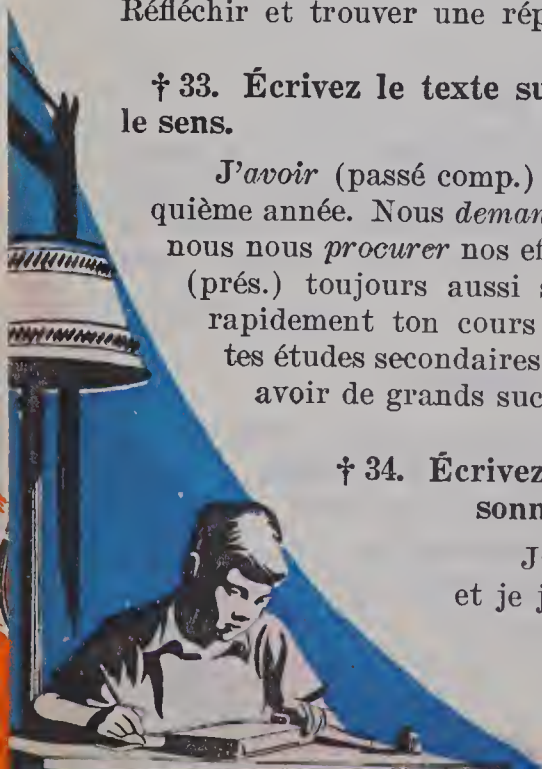 Réfléchir et trouver une rép
† 33. Écrivez le texte su
le sens.
J'avoir (passé comp.)
quième année. Nous deman
nous nous procurer nos ef
(prés.) toujours aussi s
rapidement ton cours
tes études secondaires
avoir de grands suc
† 34. Écrivez
sonn
J'
et je j